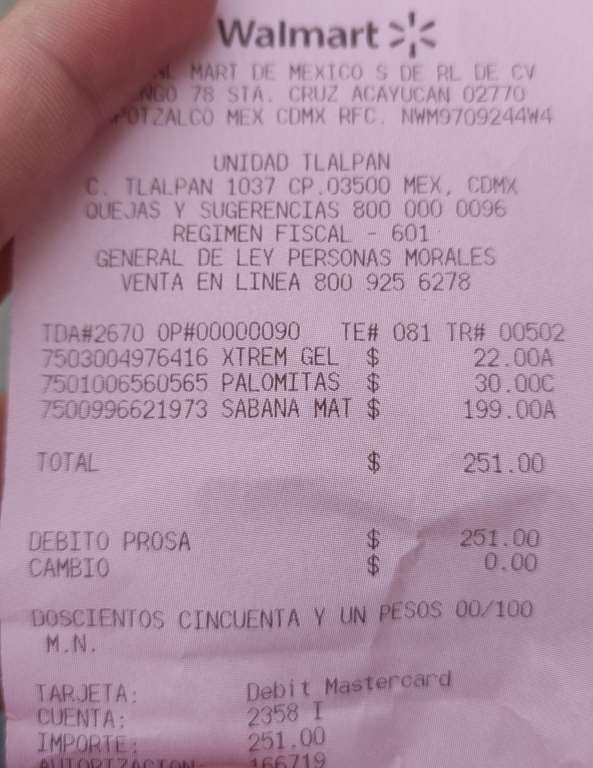 Walmart
MART DE MEXICO S DE RL DE CV
78 STA. CRUZ ACAYUCAN 02770
MEX CDMX RFC. NWM9709244W4
UNIDAD TLALPAN
C. TLALPAN 1037 CP.03500 MEX, CDMX
QUEJAS Y SUGERENCIAS 800 000 0096
REGIMEN FISCAL - 601
GENERAL DE LEY PERSONAS MORALES
VENTA EN LINEA 800 925 6278
TDA#2670 OP#00000090 TE# 081 TR# 00502
7503004976416 XTREM GEL $ 22.00A
7501006560565 PALOMITAS $ 30.00C
7500996621973 SABANA MAT $ 199.00A
TOTAL $ 251.00
DEBITO PROSA $ 251.00
CAMBIO $ 0.00
DOSCIENTOS CINCUENTA Y UN PESOS 00/100
M.N.
TARJETA: Debit Mastercard
CUENTA: 2358 I
IMPORTE: 251.00
AUTORIZACION: 166719